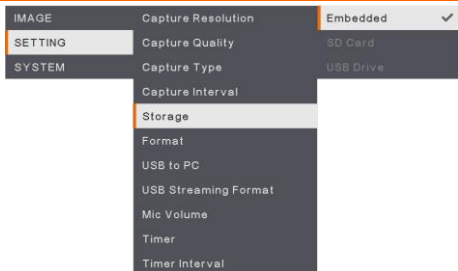 IMAGE
SETTING
SYSTEM
Capture Resolution
Capture Quality
Capture Type
Capture Interval
Storage
Format
USB to PC
USB Streaming Format
Mic Volume
Timer
Timer Interval
Embedded
SD Card
USB Drive